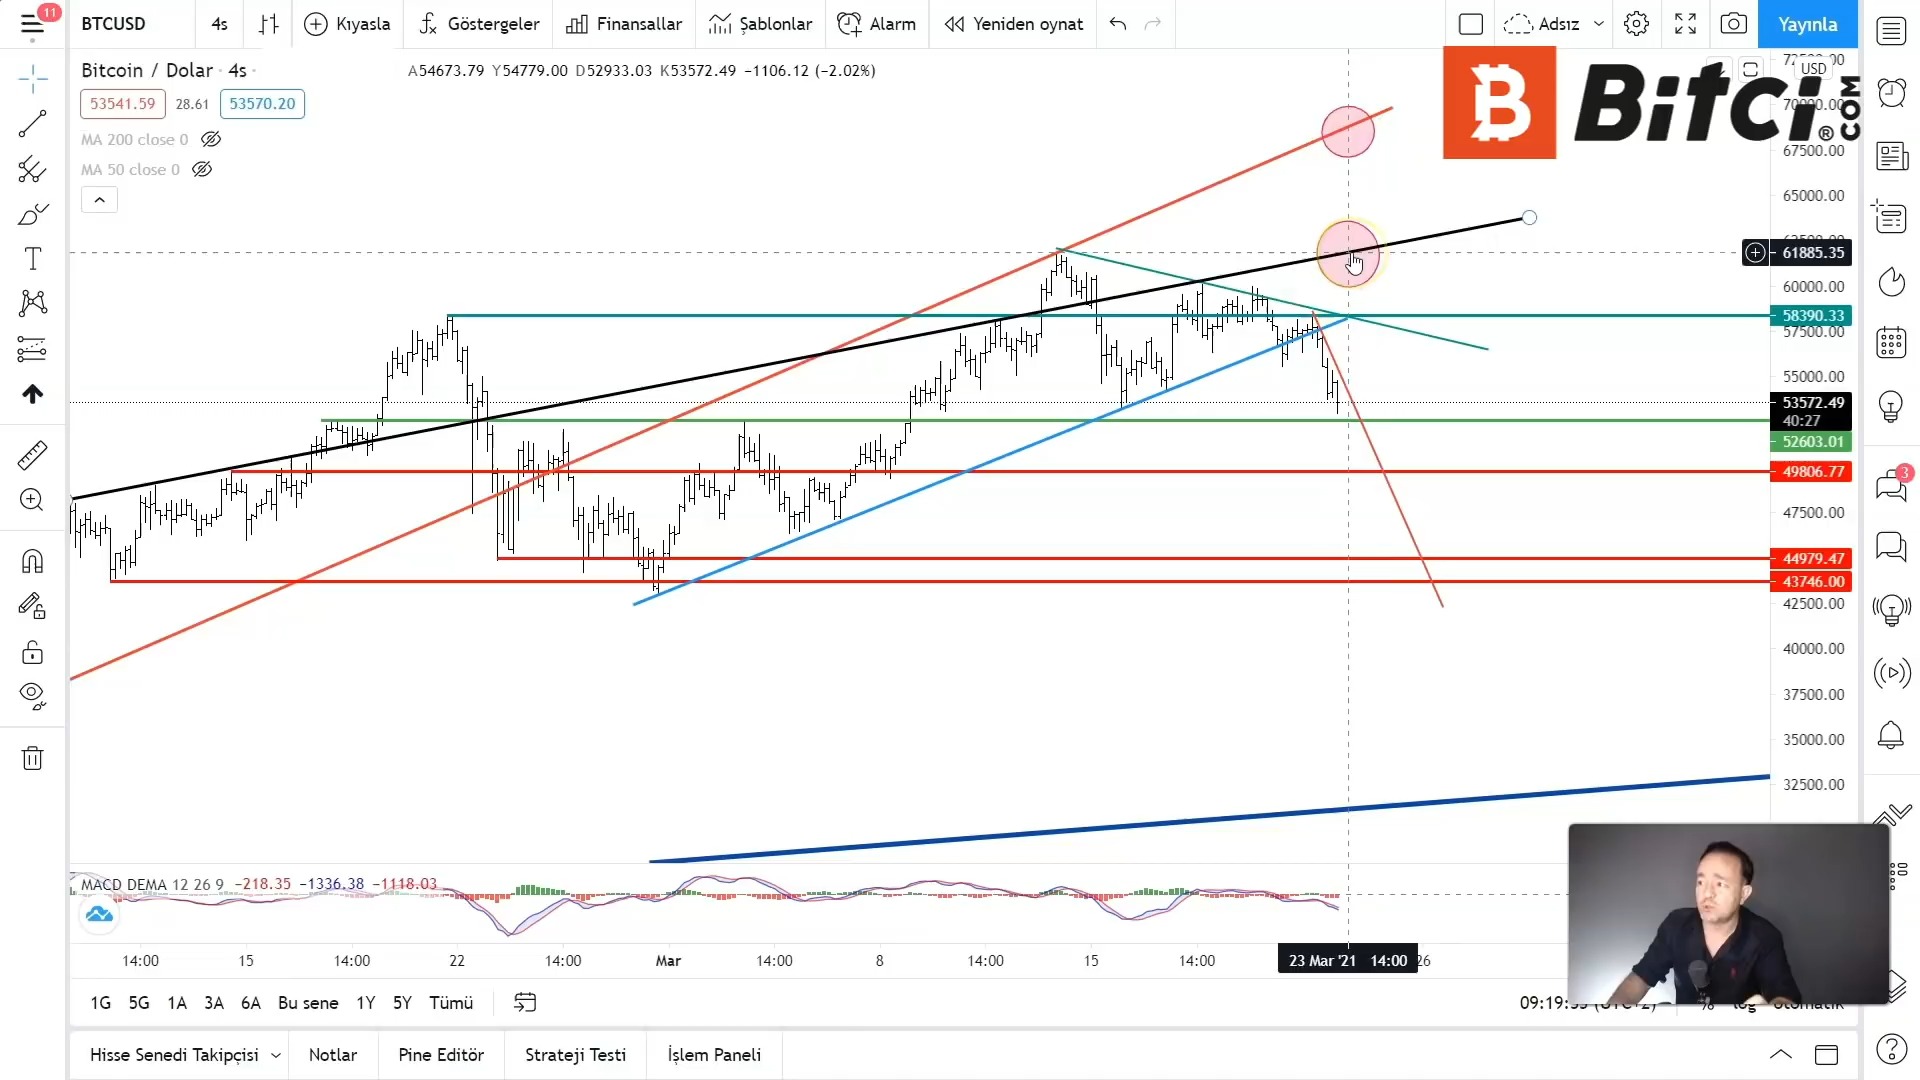 11
BTCUSD
4s
Kıyasla
Göstergeler
Finansallar
Şablonlar
Alarm
Yeniden oynat
Adsız
Yayınla
Bitcoin / Dolar · 4s ·
A54673.79 Y54779.00 D52933.03 K53572.49 −1106.12 (−2.02%)
USD
53541.59 28.61 53570.20
MA 200 close 0
MA 50 close 0
Bitci.com
70000.00
67500.00
65000.00
61885.35
60000.00
58390.33
57500.00
55000.00
53572.49
40:27
52603.01
49806.77
47500.00
44979.47
43746.00
42500.00
40000.00
37500.00
35000.00
32500.00
3
MACD DEMA 12 26 9 −218.35 −1336.38 −1118.03
14:00 15 14:00 22 14:00 Mar 14:00 8 14:00 15 14:00 23 Mar '21 14:00 26
1G 5G 1A 3A 6A Bu sene 1Y 5Y Tümü
% log otomatik
Hisse Senedi Takipçisi
Notlar
Pine Editör
Strateji Testi
İşlem Paneli